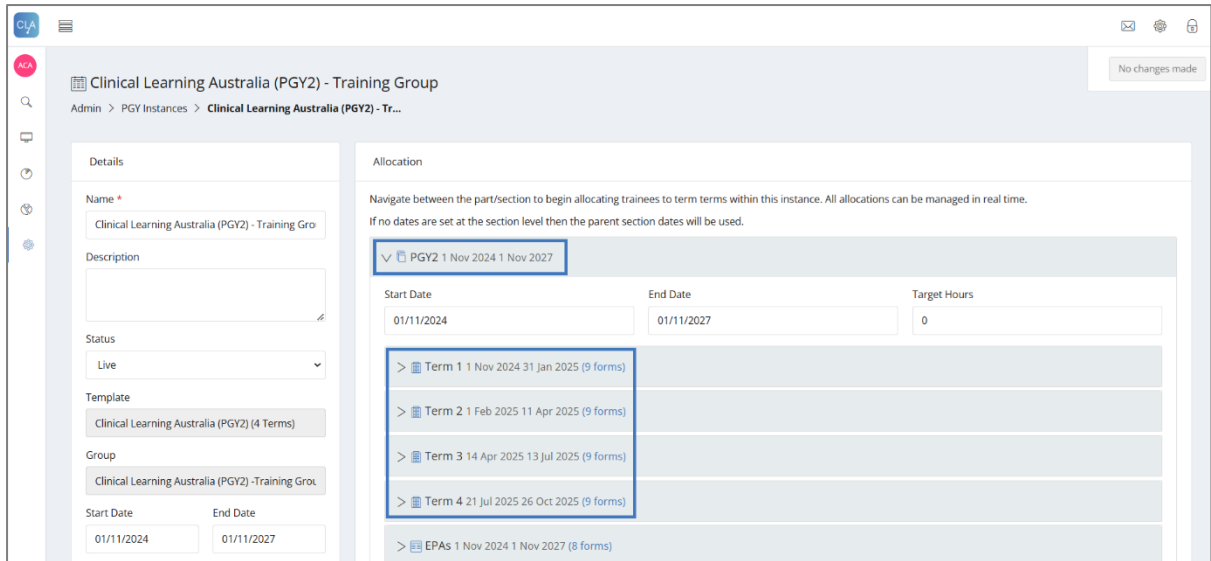 CLA
ACA
No changes made
Clinical Learning Australia (PGY2) - Training Group
Admin > PGY Instances > Clinical Learning Australia (PGY2) - Tr...
Details
Name *
Clinical Learning Australia (PGY2) - Training Gro
Description
Status
Live
Template
Clinical Learning Australia (PGY2) (4 Terms)
Group
Clinical Learning Australia (PGY2) -Training Grou
Start Date End Date
01/11/2024 01/11/2027
Allocation
Navigate between the part/section to begin allocating trainees to term terms within this instance. All allocations can be managed in real time.
If no dates are set at the section level then the parent section dates will be used.
PGY2 1 Nov 2024 1 Nov 2027
Start Date End Date Target Hours
01/11/2024 01/11/2027 0
Term 1 1 Nov 2024 31 Jan 2025 (9 forms)
Term 2 1 Feb 2025 11 Apr 2025 (9 forms)
Term 3 14 Apr 2025 13 Jul 2025 (9 forms)
Term 4 21 Jul 2025 26 Oct 2025 (9 forms)
EPAs 1 Nov 2024 1 Nov 2027 (8 forms)